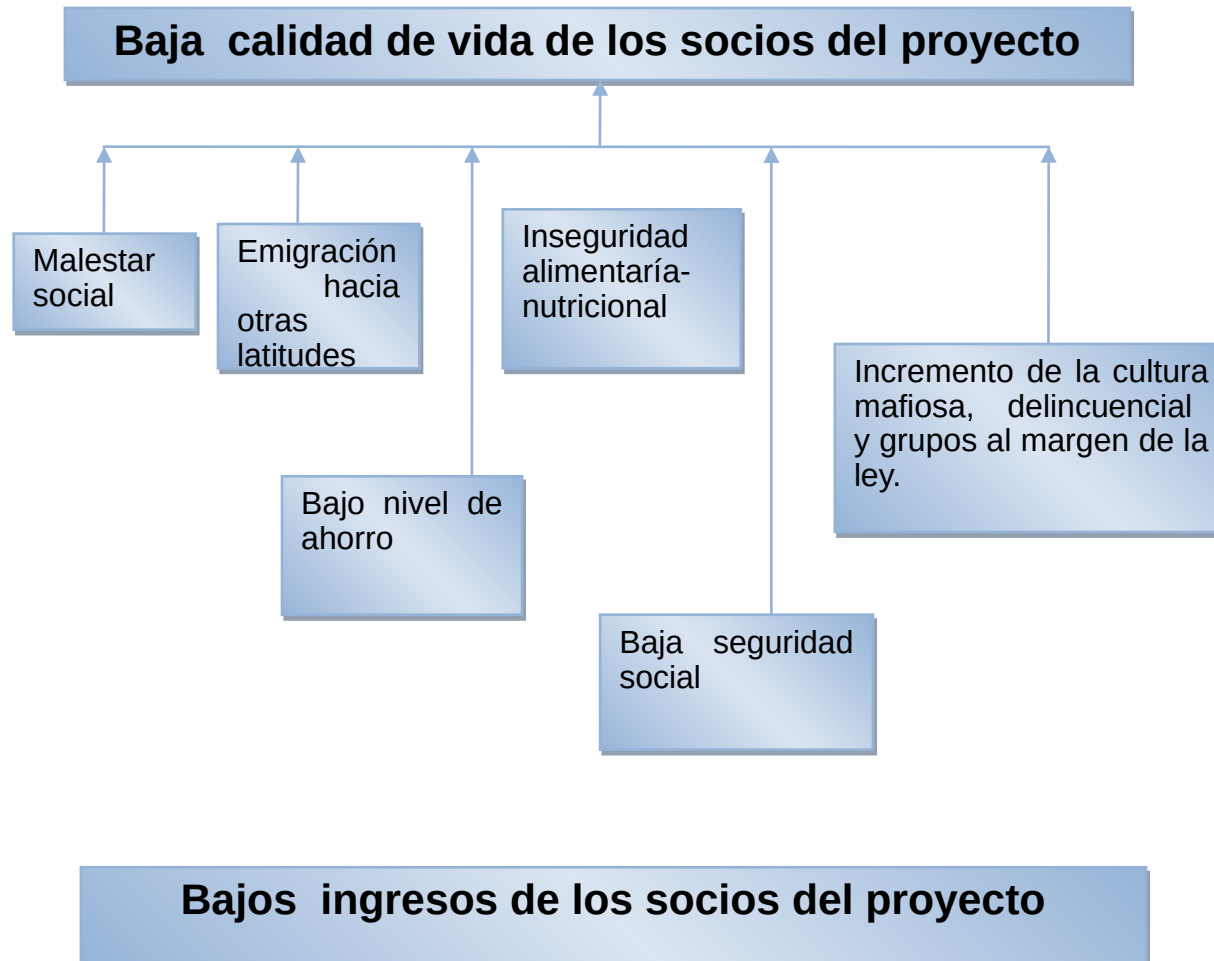 Baja calidad de vida de los socios del proyecto
Malestar
social
Emigración
hacia
otras
latitudes
Inseguridad
alimentaría-
nutricional
Incremento de la cultura
mafiosa, delincuencial
y grupos al margen de la
ley.
Bajo nivel de
ahorro
Baja seguridad
social
Bajos ingresos de los socios del proyecto